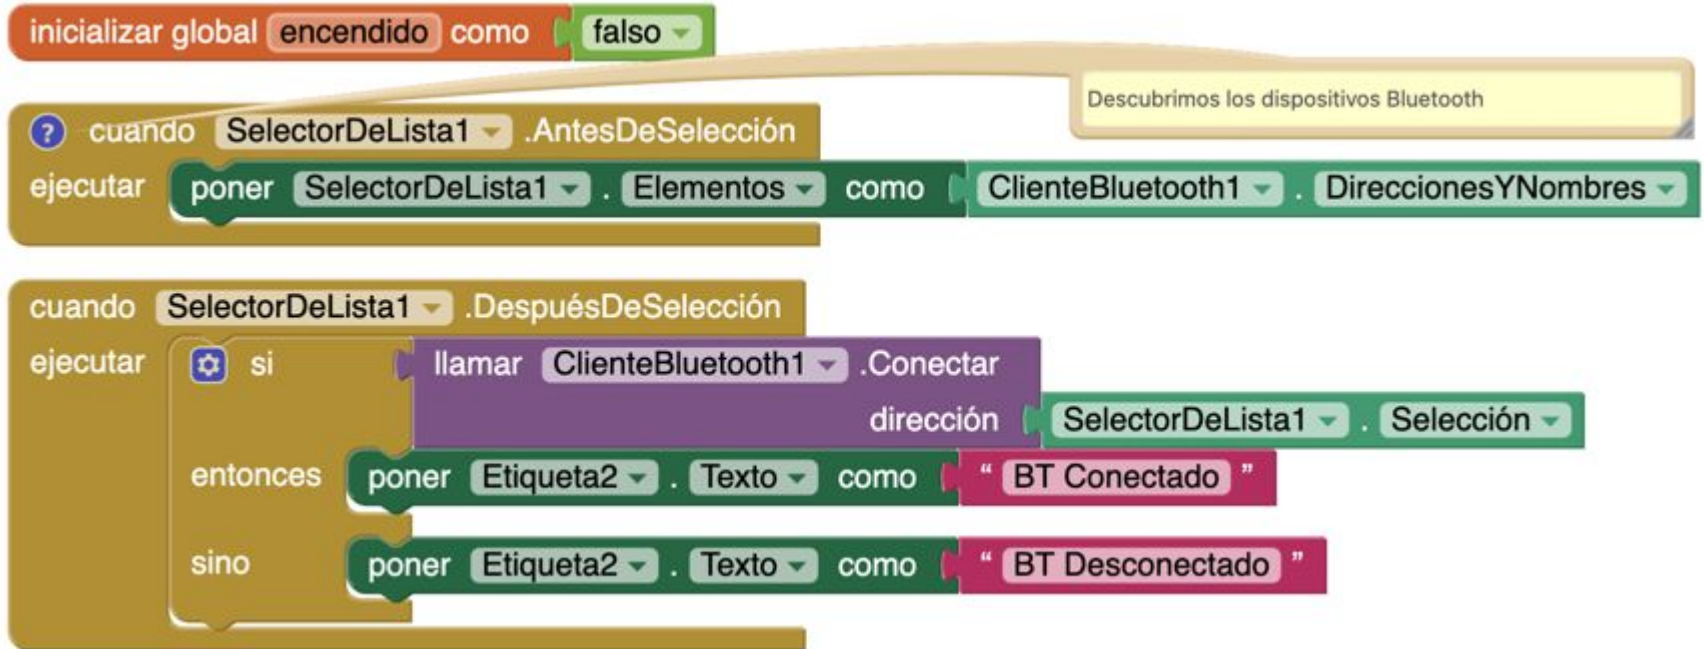 inicializar global encendido como falso
Descubrimos los dispositivos Bluetooth
? cuando SelectorDeLista1 .AntesDeSelección
ejecutar poner SelectorDeLista1 . Elementos como ClienteBluetooth1 . DireccionesYNombres
cuando SelectorDeLista1 .DespuésDeSelección
ejecutar si llamar ClienteBluetooth1 .Conectar
dirección SelectorDeLista1 . Selección
entonces poner Etiqueta2 . Texto como “ BT Conectado ”
sino poner Etiqueta2 . Texto como “ BT Desconectado ”